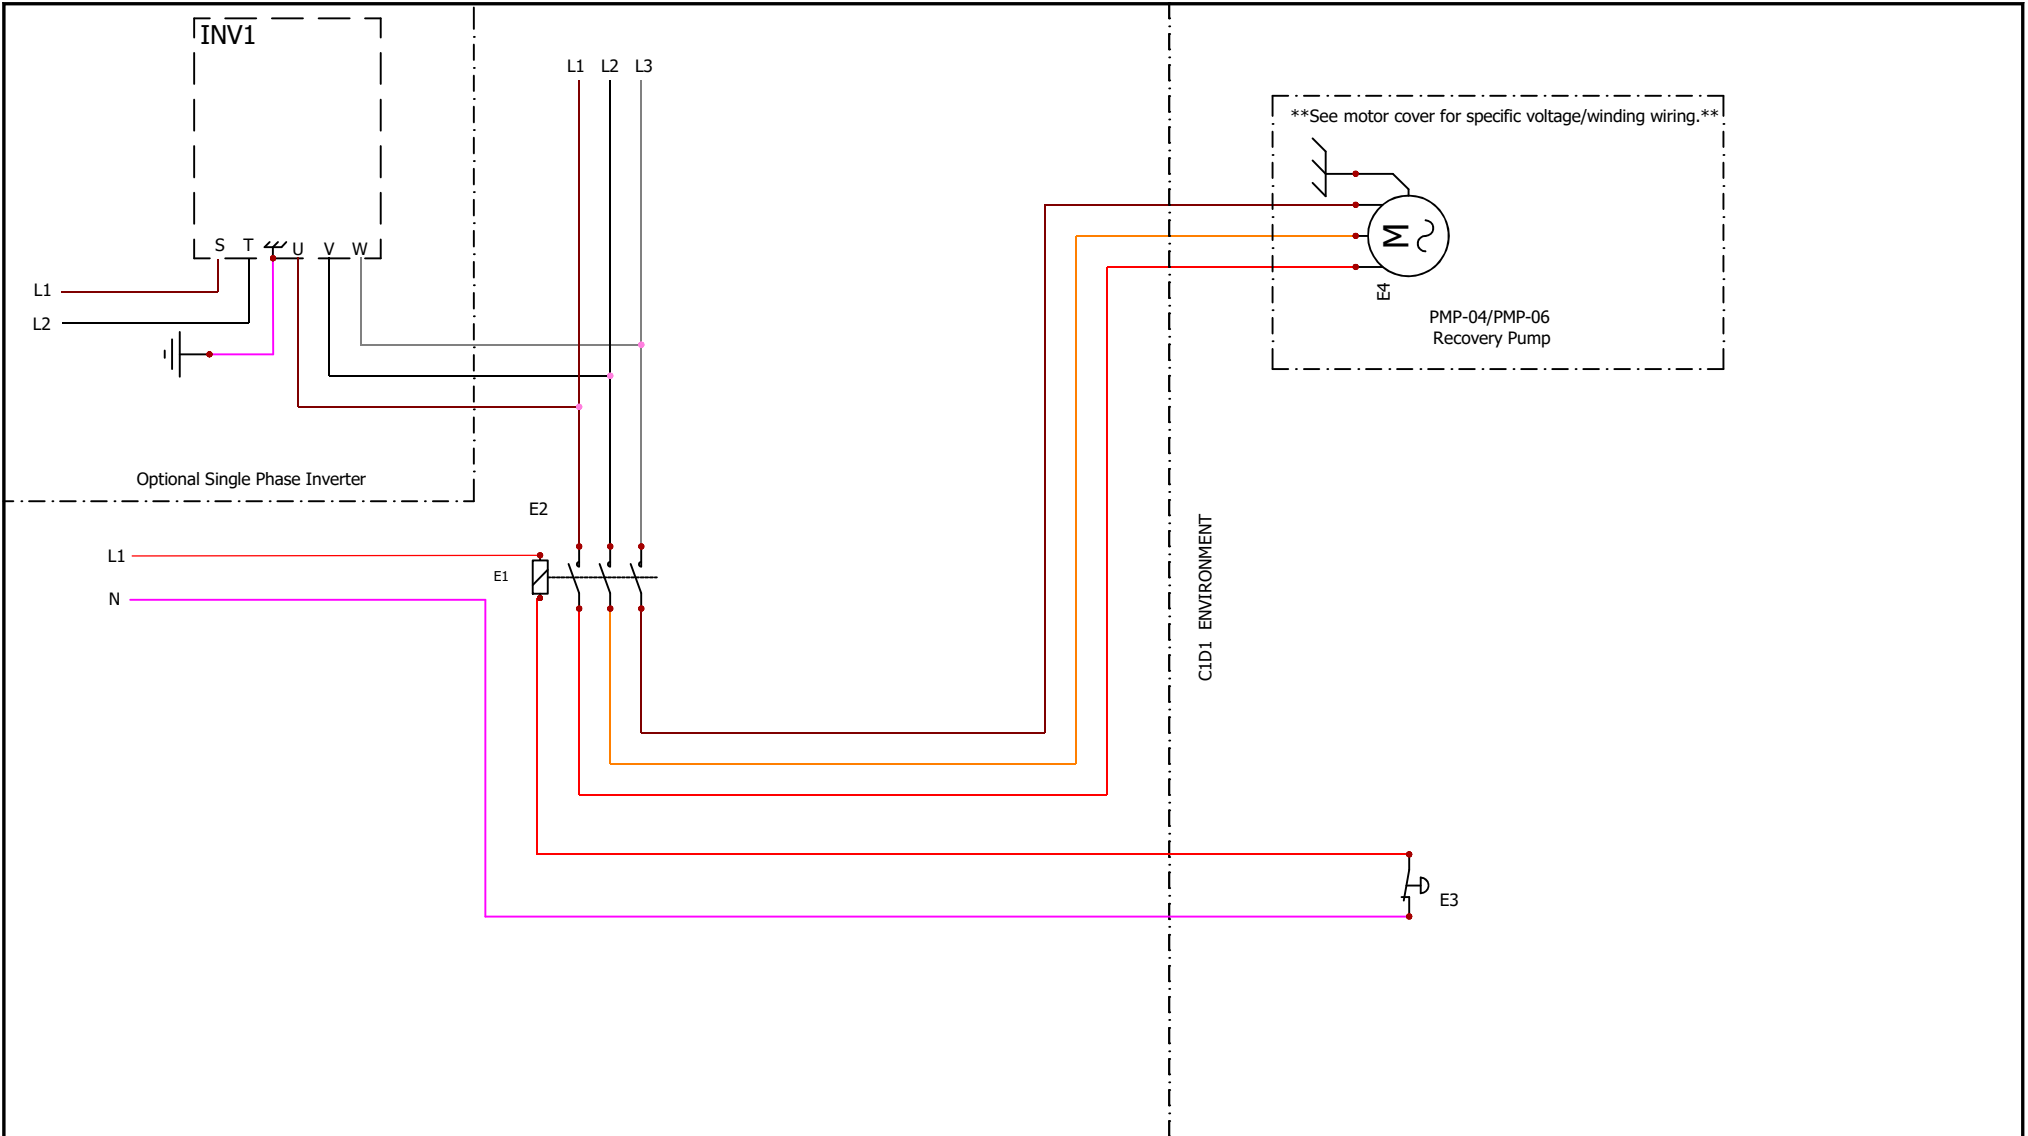 INV1
L1 L2 L3
**See motor cover for specific voltage/winding wiring.**
M
S T U V W
L1
L2
E4
PMP-04/PMP-06
Recovery Pump
Optional Single Phase Inverter
E2
L1
E1
N
C1D1 ENVIRONMENT
E3